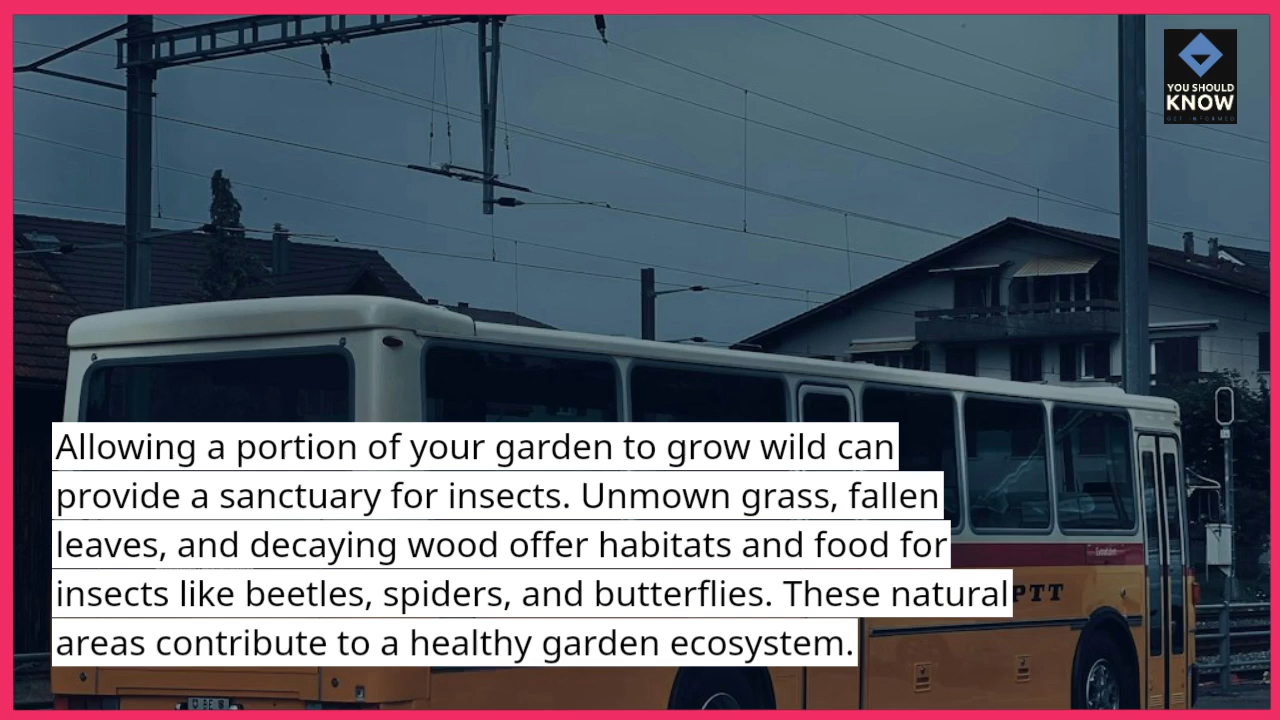 YOU SHOULD
KNOW
GET INFORMED
Allowing a portion of your garden to grow wild can
provide a sanctuary for insects. Unmown grass, fallen
leaves, and decaying wood offer habitats and food for
insects like beetles, spiders, and butterflies. These natural
areas contribute to a healthy garden ecosystem.
PTT